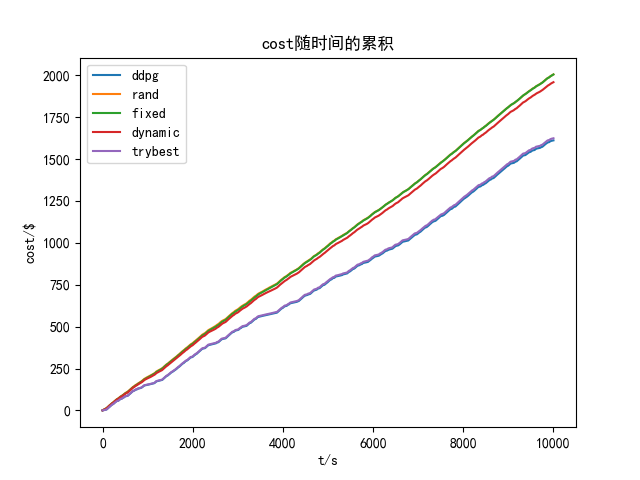 cost随时间的累积
ddpg
rand
fixed
dynamic
trybest
cost/$
2000
1750
1500
1250
1000
750
500
250
0
0 2000 4000 6000 8000 10000
t/s